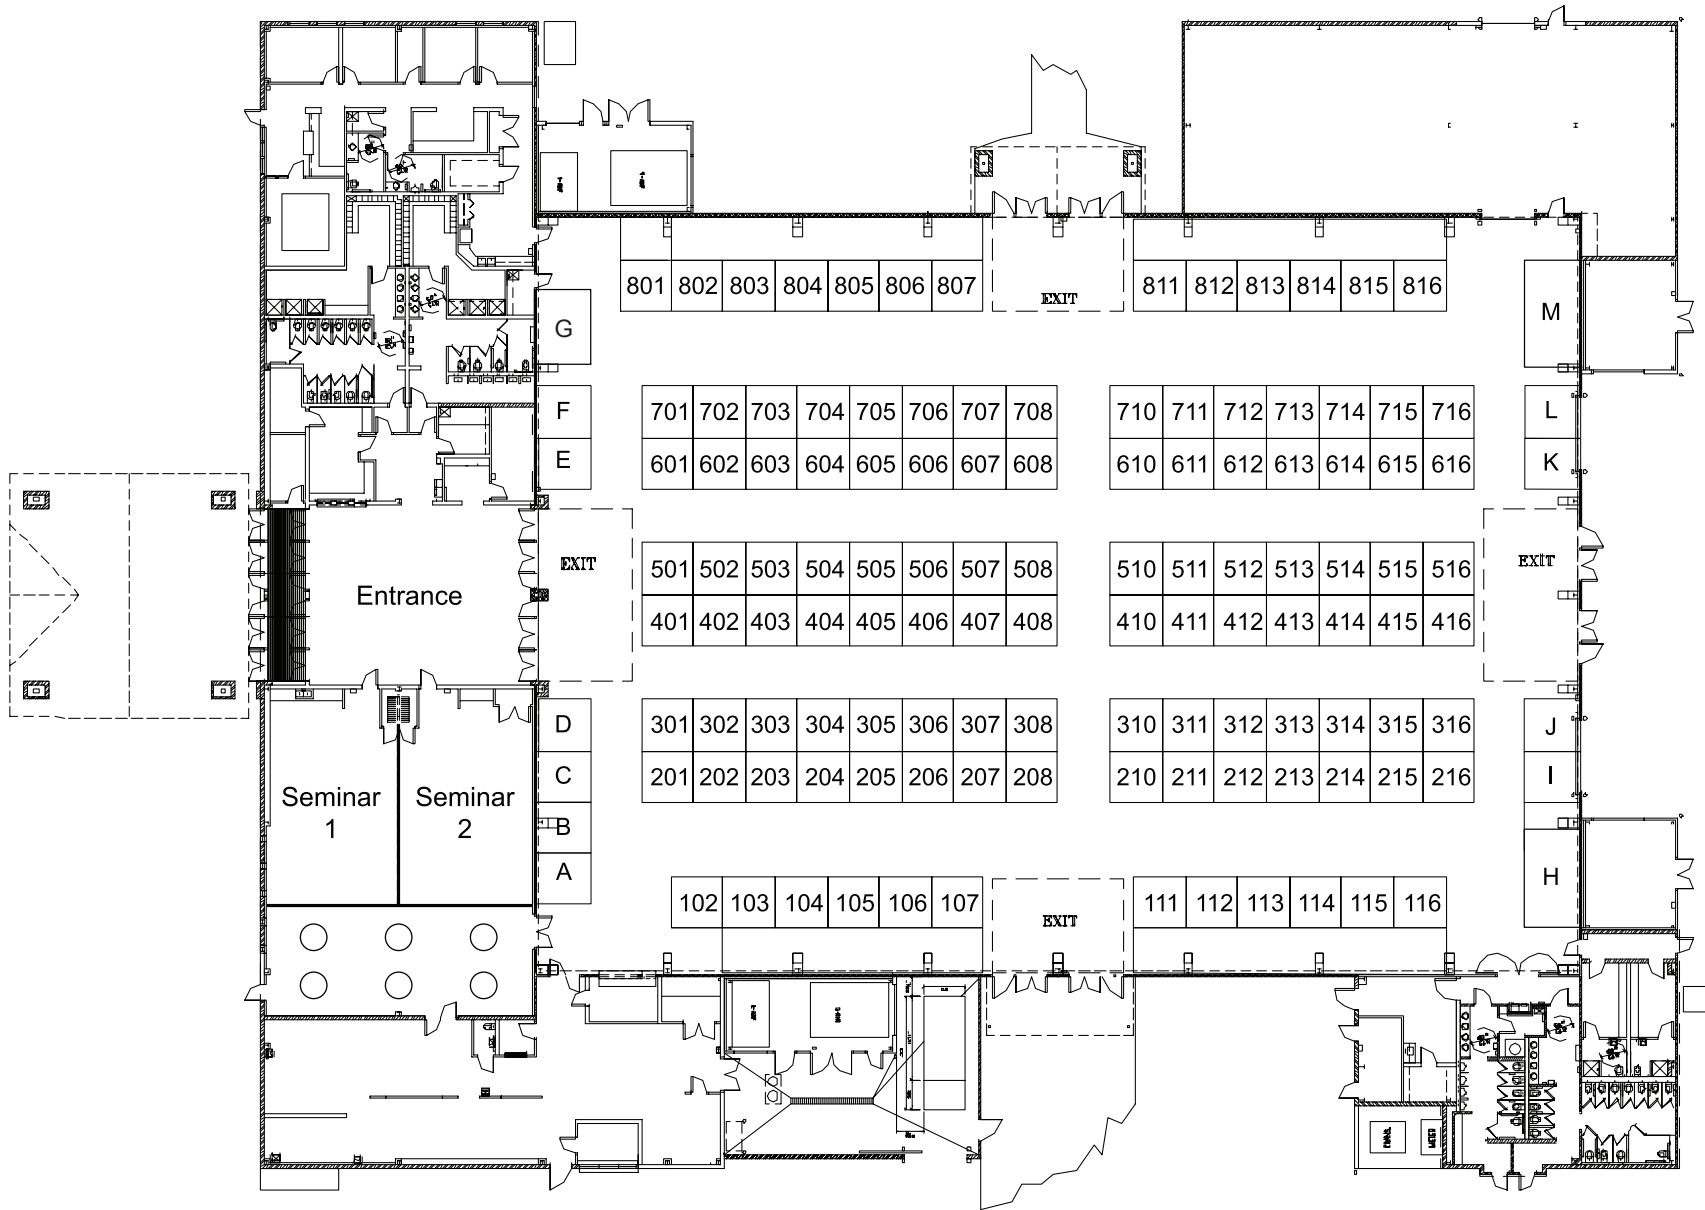 801 802 803 804 805 806 807
EXIT
811 812 813 814 815 816
G
M
F
701 702 703 704 705 706 707 708
710 711 712 713 714 715 716
L
E
601 602 603 604 605 606 607 608
610 611 612 613 614 615 616
K
EXIT
501 502 503 504 505 506 507 508
510 511 512 513 514 515 516
EXIT
Entrance
401 402 403 404 405 406 407 408
410 411 412 413 414 415 416
D
301 302 303 304 305 306 307 308
310 311 312 313 314 315 316
J
C
201 202 203 204 205 206 207 208
210 211 212 213 214 215 216
I
Seminar
1
Seminar
2
B
A
H
102 103 104 105 106 107
EXIT
111 112 113 114 115 116